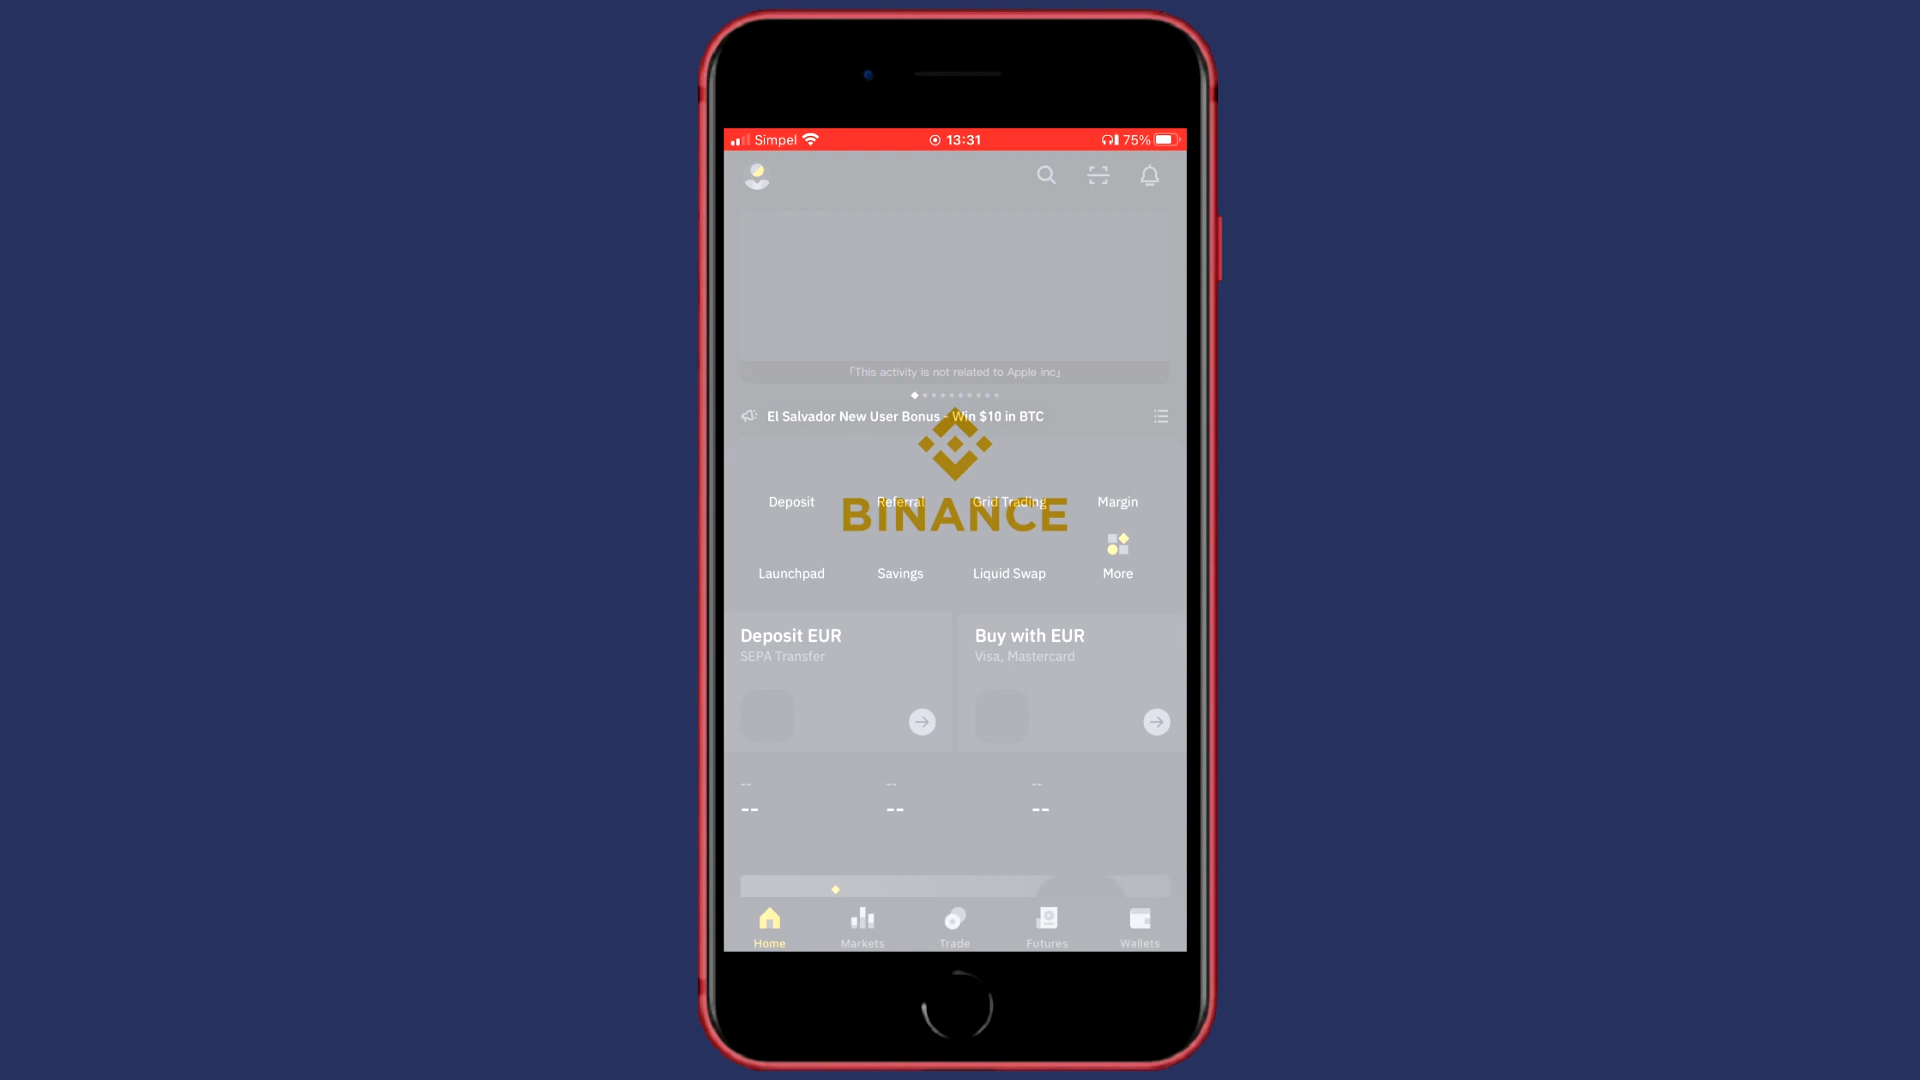 Simpel 13:31 75%
「This activity is not related to Apple inc」
El Salvador New User Bonus - Win $10 in BTC
Deposit Referral Grid Trading Margin
BINANCE
Launchpad Savings Liquid Swap More
Deposit EUR Buy with EUR
SEPA Transfer Visa, Mastercard
-- -- --
-- -- --
Home Markets Trade Futures Wallets